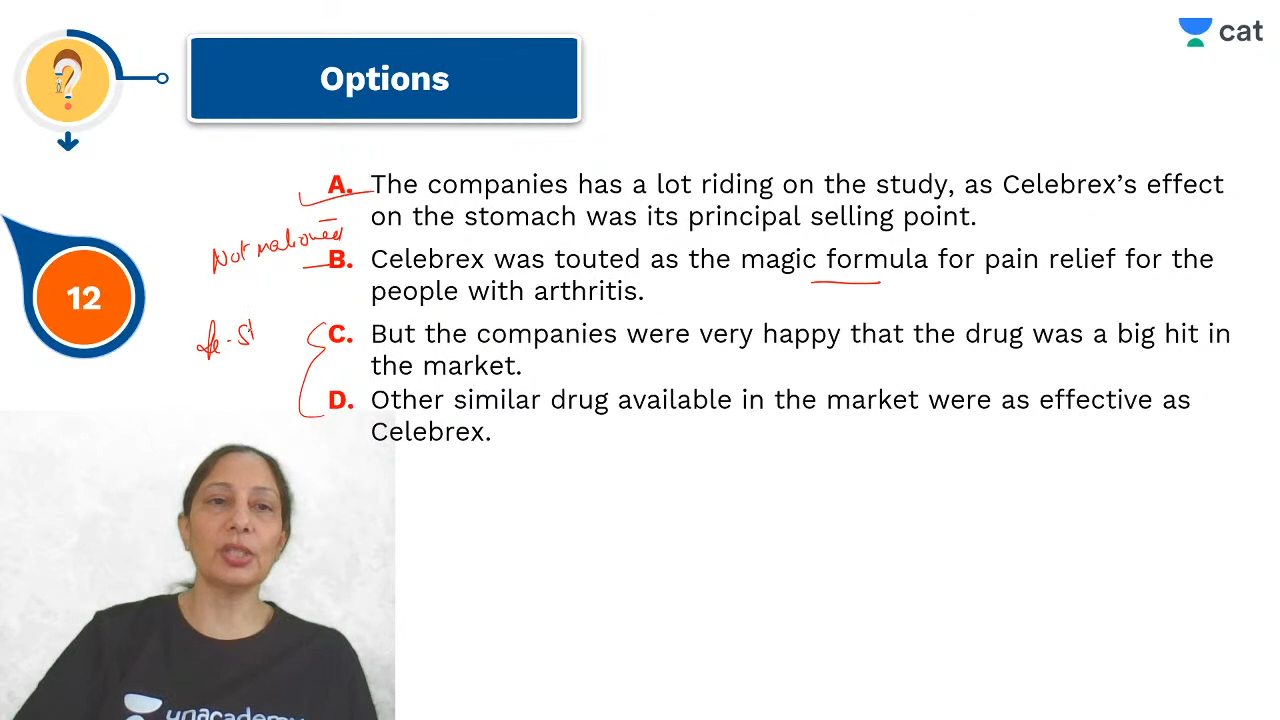 cat
Options
A. The companies has a lot riding on the study, as Celebrex's effect
on the stomach was its principal selling point.
Not
B. Celebrex was touted as the magic formula for pain relief for the
people with arthritis.
12
C. But the companies were very happy that the drug was a big hit in
the market.
D. Other similar drug available in the market were as effective as
Celebrex.
unacademy